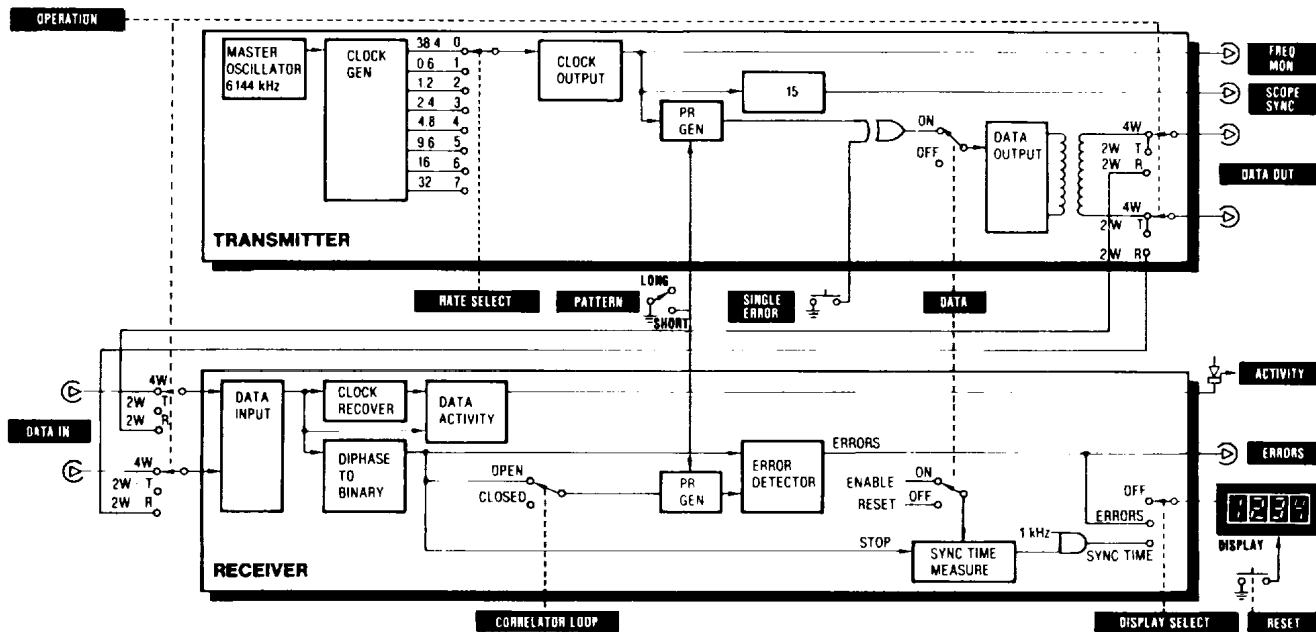 OPERATION
MASTER
OSCILLATOR
6144 kHz
CLOCK
GEN
38 4 0
0 6 1
1.2 2
2 4 3
4.8 4
9 6 5
16 6
32 7
CLOCK
OUTPUT
PR
GEN
15
ON
OFF
DATA
OUTPUT
4W
2W T
2W R
4W
2W T
2W R
FREQ
MON
SCOPE
SYNC
DATA OUT
TRANSMITTER
RATE SELECT
PATTERN
LONG
SHORT
SINGLE
ERROR
DATA
4W
2W T
2W R
DATA IN
4W
2W T
2W R
DATA
INPUT
CLOCK
RECOVER
DATA
ACTIVITY
DIPHASE
TO
BINARY
OPEN
CLOSED
PR
GEN
ERROR
DETECTOR
ERRORS
ENABLE ON
RESET OFF
STOP
SYNC TIME
MEASURE
1 kHz
OFF
ERRORS
SYNC TIME
ACTIVITY
ERRORS
1234
DISPLAY
RECEIVER
CORRELATOR LOOP
DISPLAY SELECT
RESET